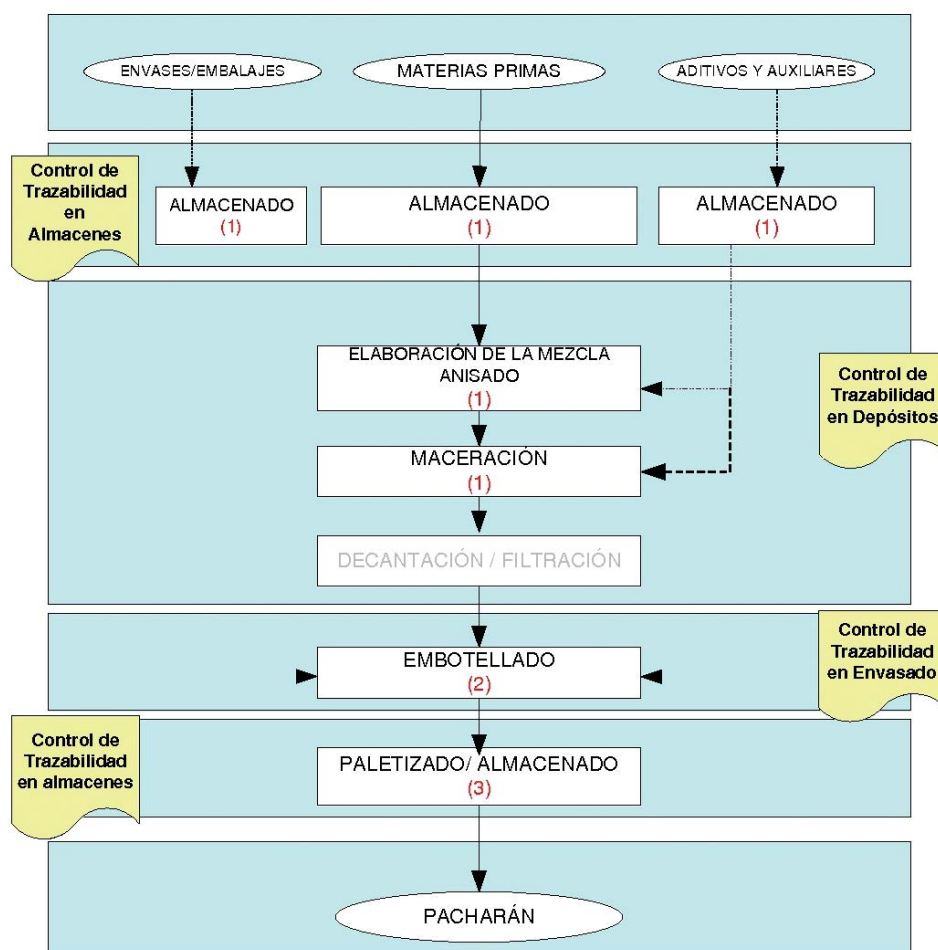 ENVASES/EMBALAJES
MATERIAS PRIMAS
ADITIVOS Y AUXILIARES
Control de
Trazabilidad
en
Almacenes
ALMACENADO
(1)
ALMACENADO
(1)
ALMACENADO
(1)
ELABORACIÓN DE LA MEZCLA
ANISADO
(1)
Control de
Trazabilidad
en Depósitos
MACERACIÓN
(1)
DECANTACIÓN / FILTRACIÓN
Control de
Trazabilidad
en Envasado
EMBOTELLADO
(2)
Control de
Trazabilidad
en almacenes
PALETIZADO/ ALMACENADO
(3)
PACHARÁN